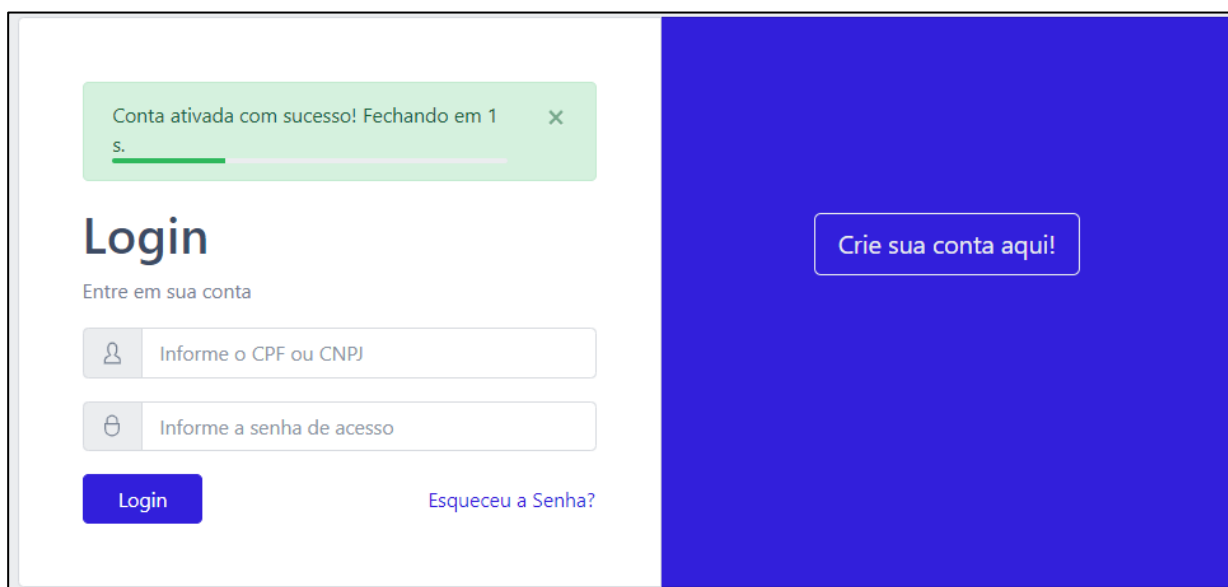 Conta ativada com sucesso! Fechando em 1
s.
×
Login
Entre em sua conta
Informe o CPF ou CNPJ
Informe a senha de acesso
Login
Esqueceu a Senha?
Crie sua conta aqui!